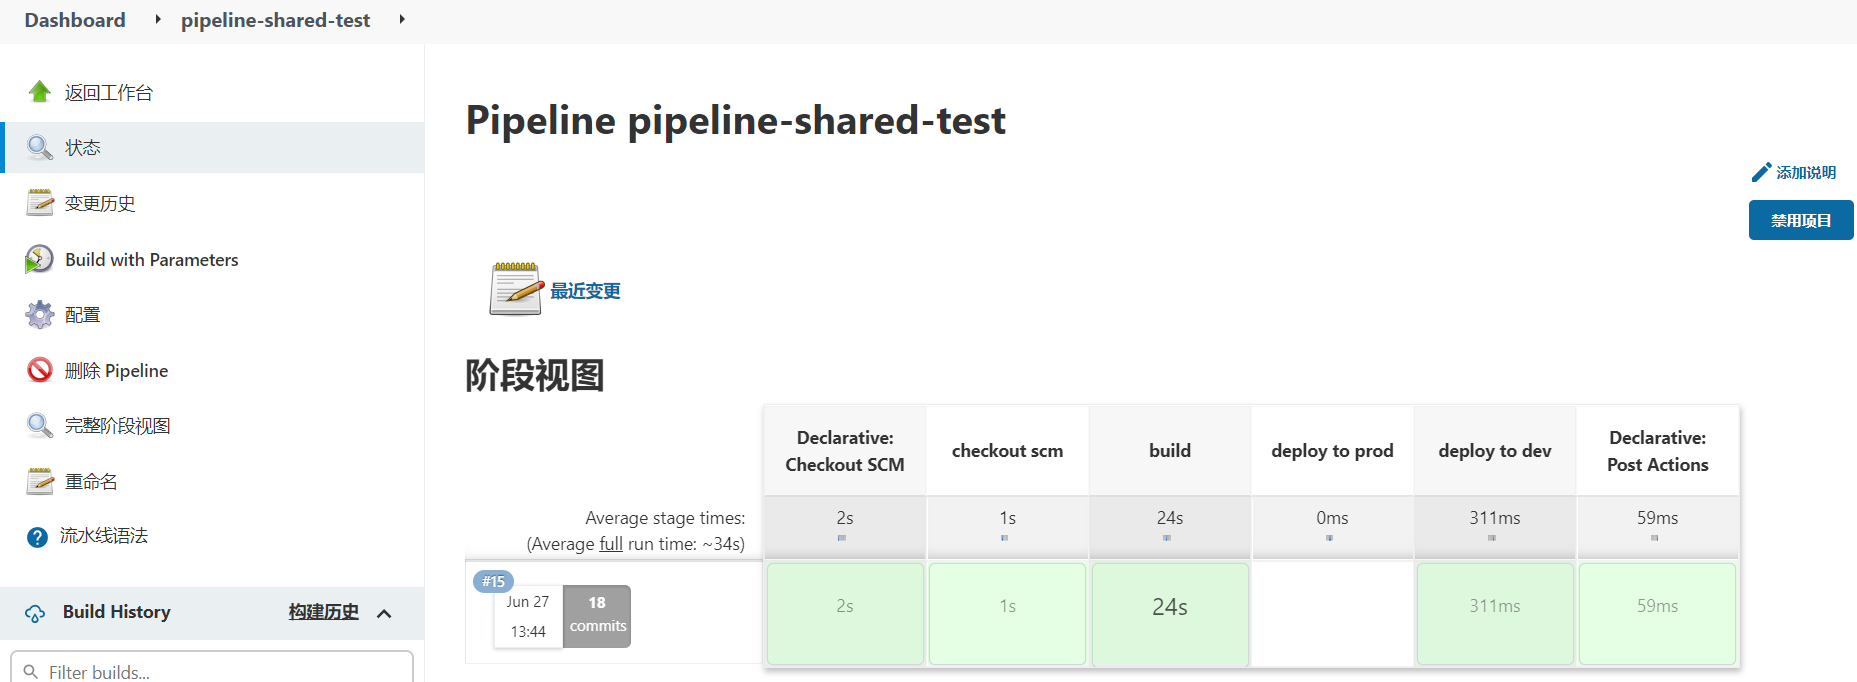 Dashboard
pipeline-shared-test
返回工作台
状态
变更历史
Build with Parameters
配置
删除 Pipeline
完整阶段视图
重命名
流水线语法
Build History
构建历史
Filter builds...
Pipeline pipeline-shared-test
添加说明
禁用项目
最近变更
阶段视图
Declarative:
Checkout SCM
checkout scm
build
deploy to prod
deploy to dev
Declarative:
Post Actions
Average stage times:
(Average full run time: ~34s)
2s
1s
24s
0ms
311ms
59ms
#15
Jun 27
13:44
18
commits
2s
1s
24s
311ms
59ms